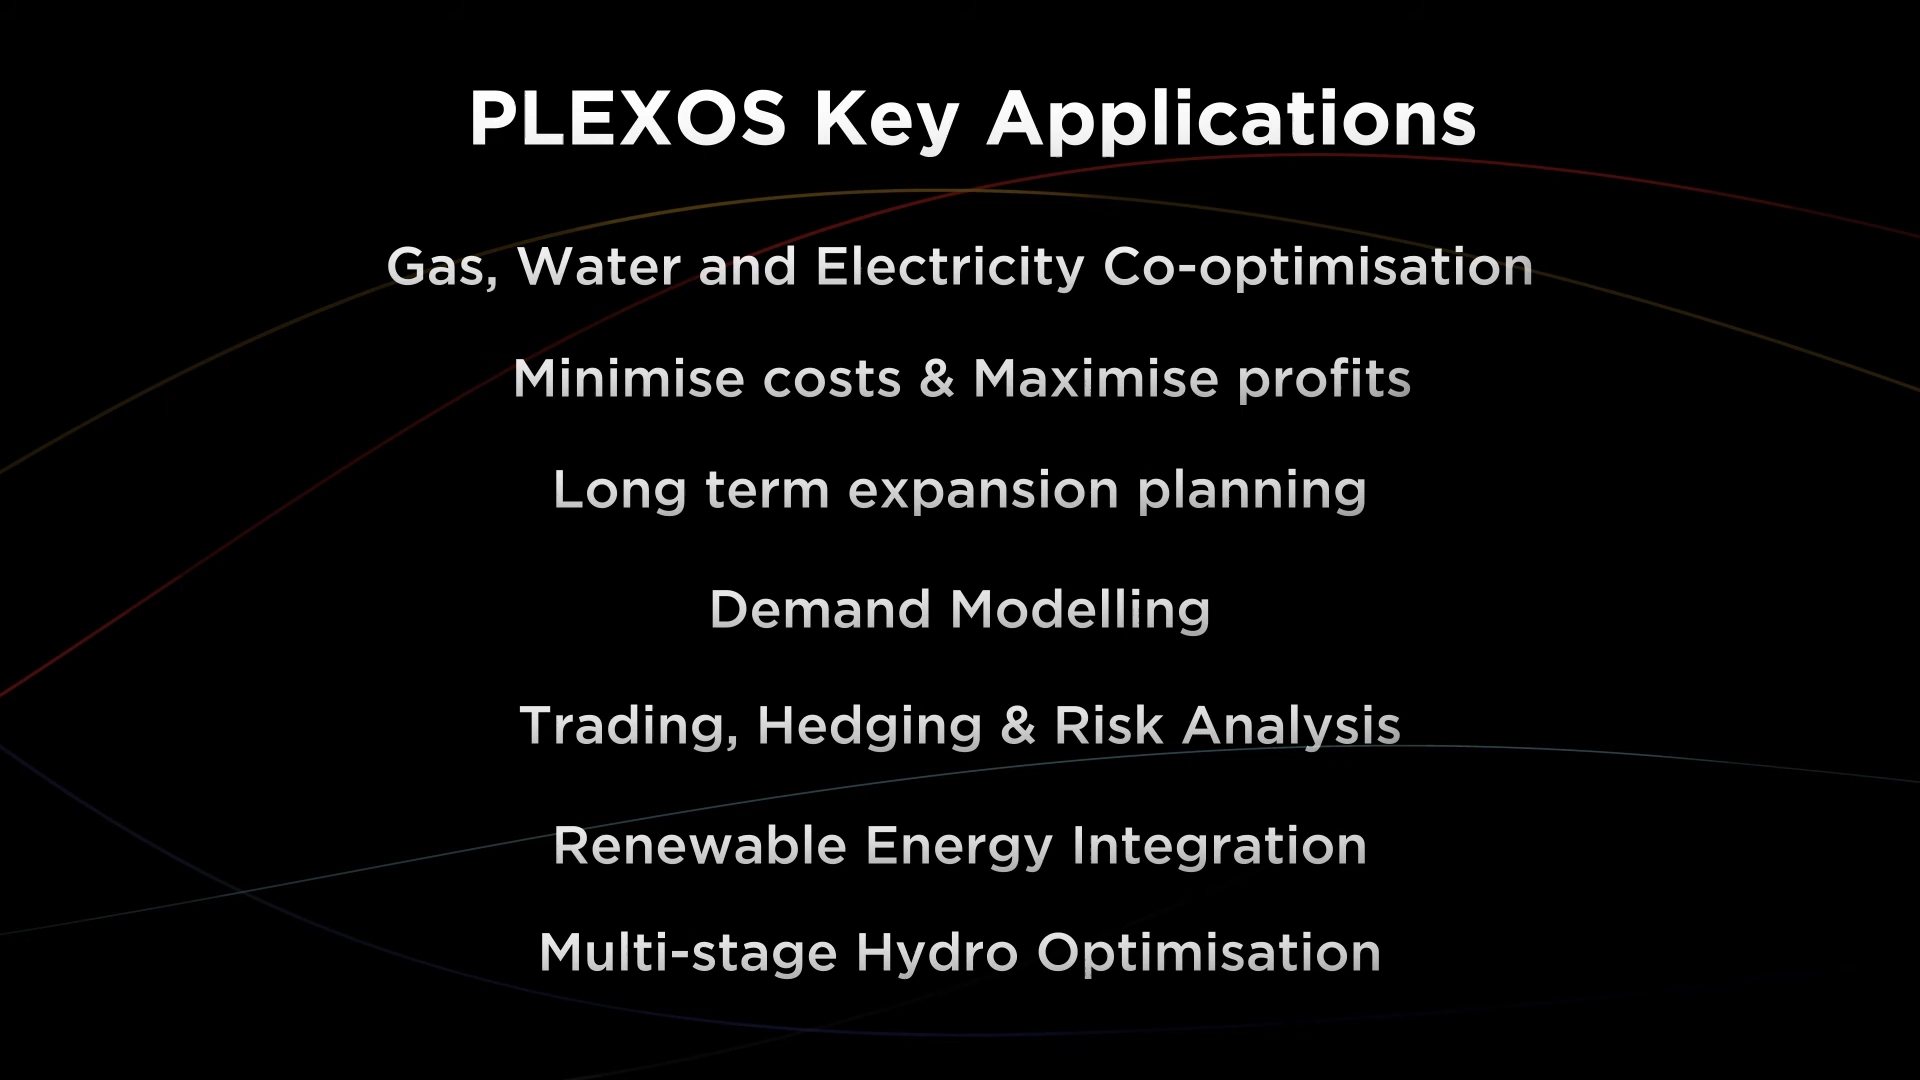 PLEXOS Key Applications
Gas, Water and Electricity Co-optimisation
Minimise costs & Maximise profits
Long term expansion planning
Demand Modelling
Trading, Hedging & Risk Analysis
Renewable Energy Integration
Multi-stage Hydro Optimisation